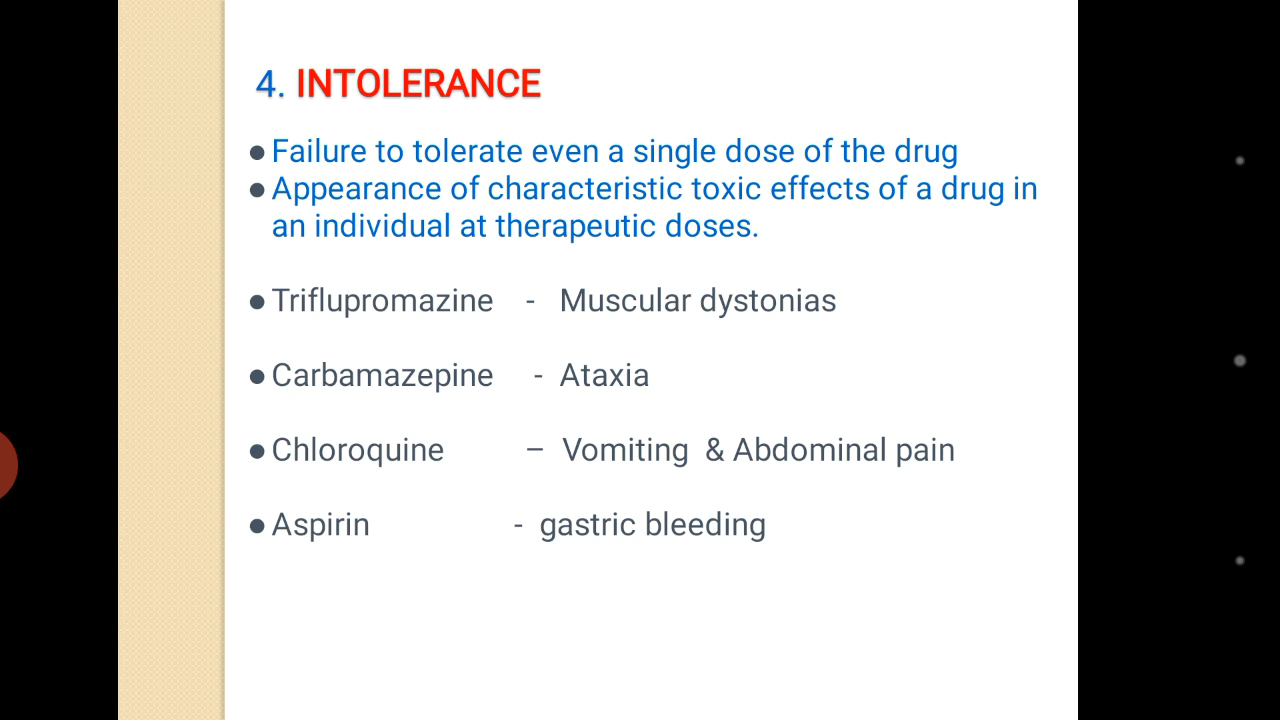 4. INTOLERANCE
● Failure to tolerate even a single dose of the drug
● Appearance of characteristic toxic effects of a drug in
an individual at therapeutic doses.
● Triflupromazine - Muscular dystonias
● Carbamazepine - Ataxia
● Chloroquine – Vomiting & Abdominal pain
● Aspirin - gastric bleeding